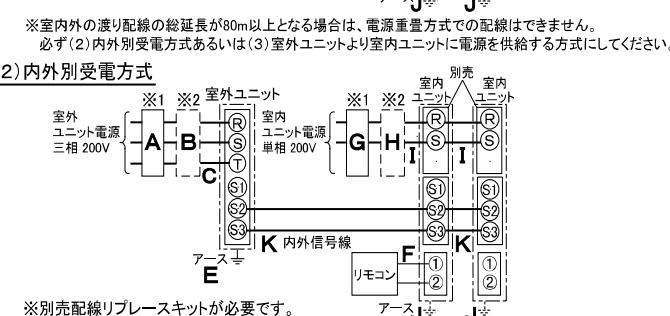 ※室内外の渡り配線の総延長が80m以上となる場合は、電源重畳方式での配線はできません。
必ず(2)内外別受電方式あるいは(3)室外ユニットより室内ユニットに電源を供給する方式にしてください。
2)内外別受電方式
※1 ※2 室外ユニット
室外
ユニット電源
三相 200V
A B C
R
S
T
S1
S2
S3
アース
E
※1 ※2
室内
ユニット
別売
室内
ユニット
室内
ユニット電源
単相 200V
G H I I
R R
S S
S1 S1
S2 S2
S3 S3
K 内外信号線 K
F
リモコン
① ①
② ②
アース
※別売配線リプレースキットが必要です。